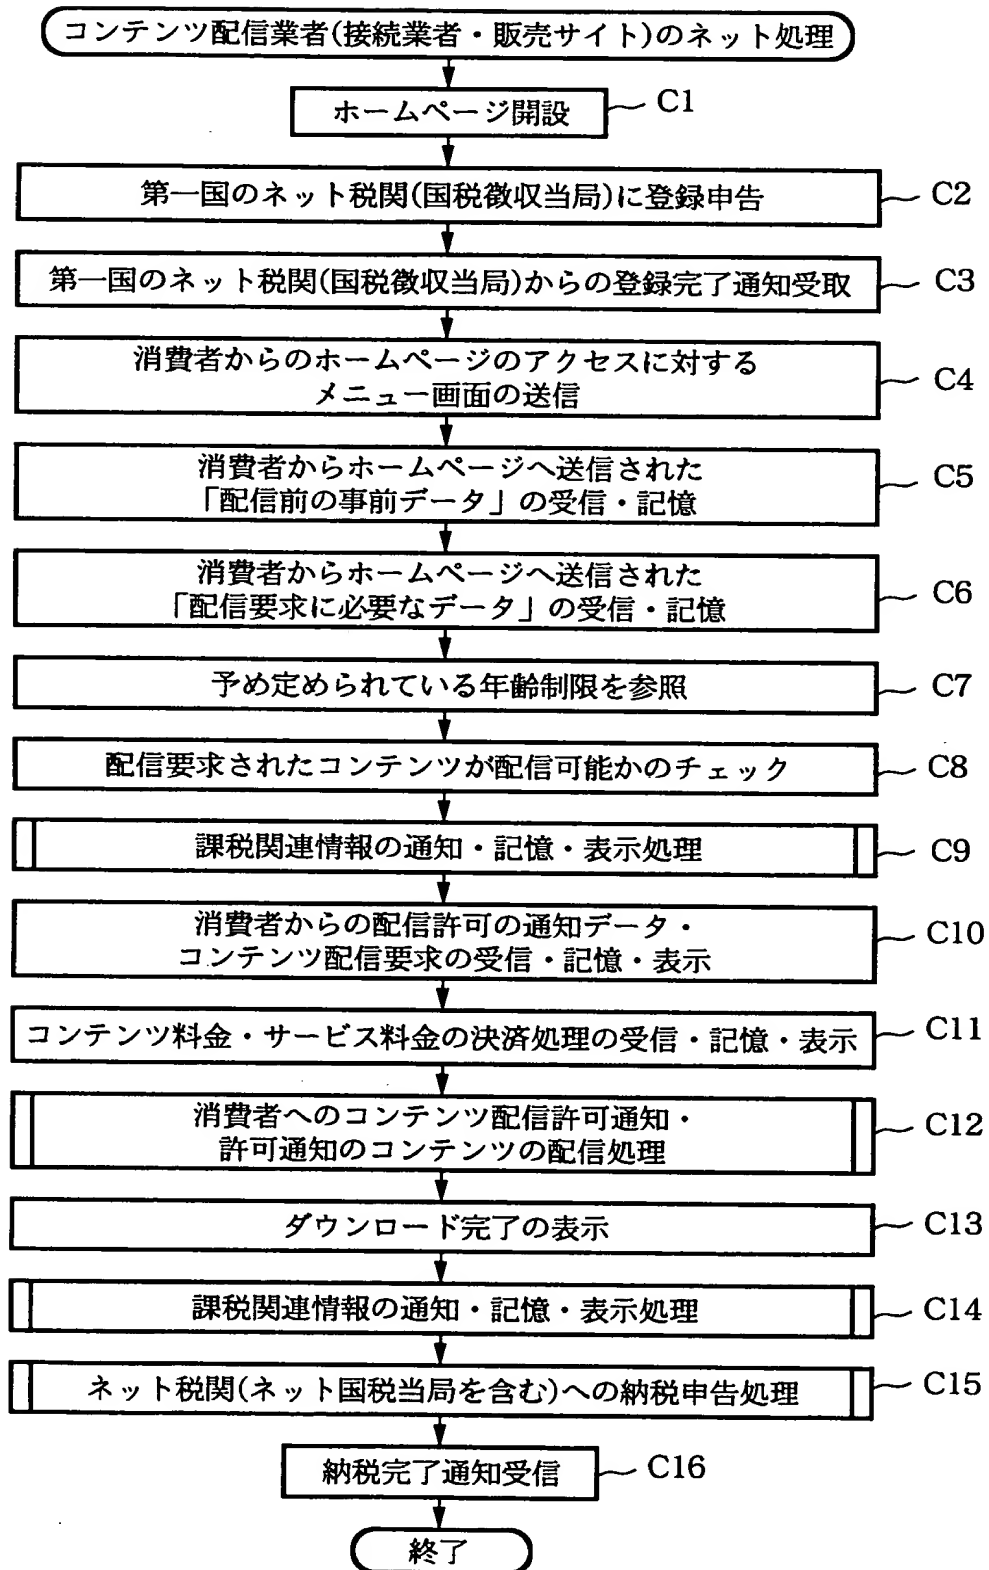 コンテンツ配信業者(接続業者・販売サイト)のネット処理
ホームページ開設
C1
第一国のネット税関(国税徴収当局)に登録申告
C2
第一国のネット税関(国税徴収当局)からの登録完了通知受取
C3
消費者からのホームページのアクセスに対する
メニュー画面の送信
C4
消費者からホームページへ送信された
「配信前の事前データ」の受信・記憶
C5
消費者からホームページへ送信された
「配信要求に必要なデータ」の受信・記憶
C6
予め定められている年齢制限を参照
C7
配信要求されたコンテンツが配信可能かのチェック
C8
課税関連情報の通知・記憶・表示処理
C9
消費者からの配信許可の通知データ・
コンテンツ配信要求の受信・記憶・表示
C10
コンテンツ料金・サービス料金の決済処理の受信・記憶・表示
C11
消費者へのコンテンツ配信許可通知・
許可通知のコンテンツの配信処理
C12
ダウンロード完了の表示
C13
課税関連情報の通知・記憶・表示処理
C14
ネット税関(ネット国税当局を含む)への納税申告処理
C15
納税完了通知受信
C16
終了